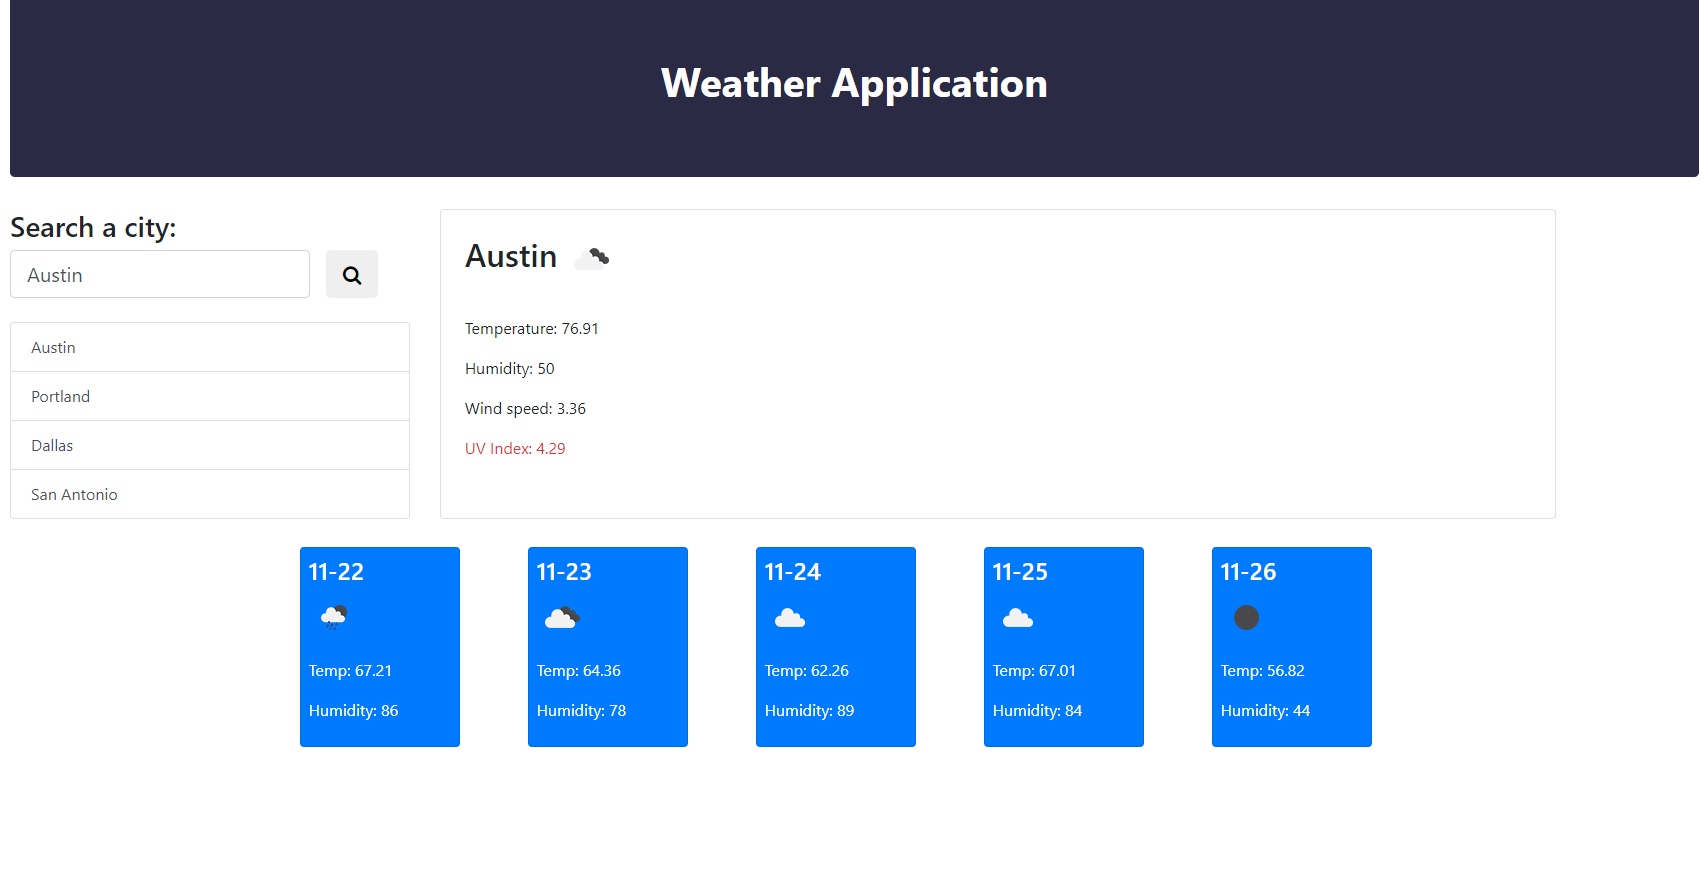 Weather Application
Search a city:
Austin
Austin
Portland
Dallas
San Antonio
Austin
Temperature: 76.91
Humidity: 50
Wind speed: 3.36
UV Index: 4.29
11-22
Temp: 67.21
Humidity: 86
11-23
Temp: 64.36
Humidity: 78
11-24
Temp: 62.26
Humidity: 89
11-25
Temp: 67.01
Humidity: 84
11-26
Temp: 56.82
Humidity: 44